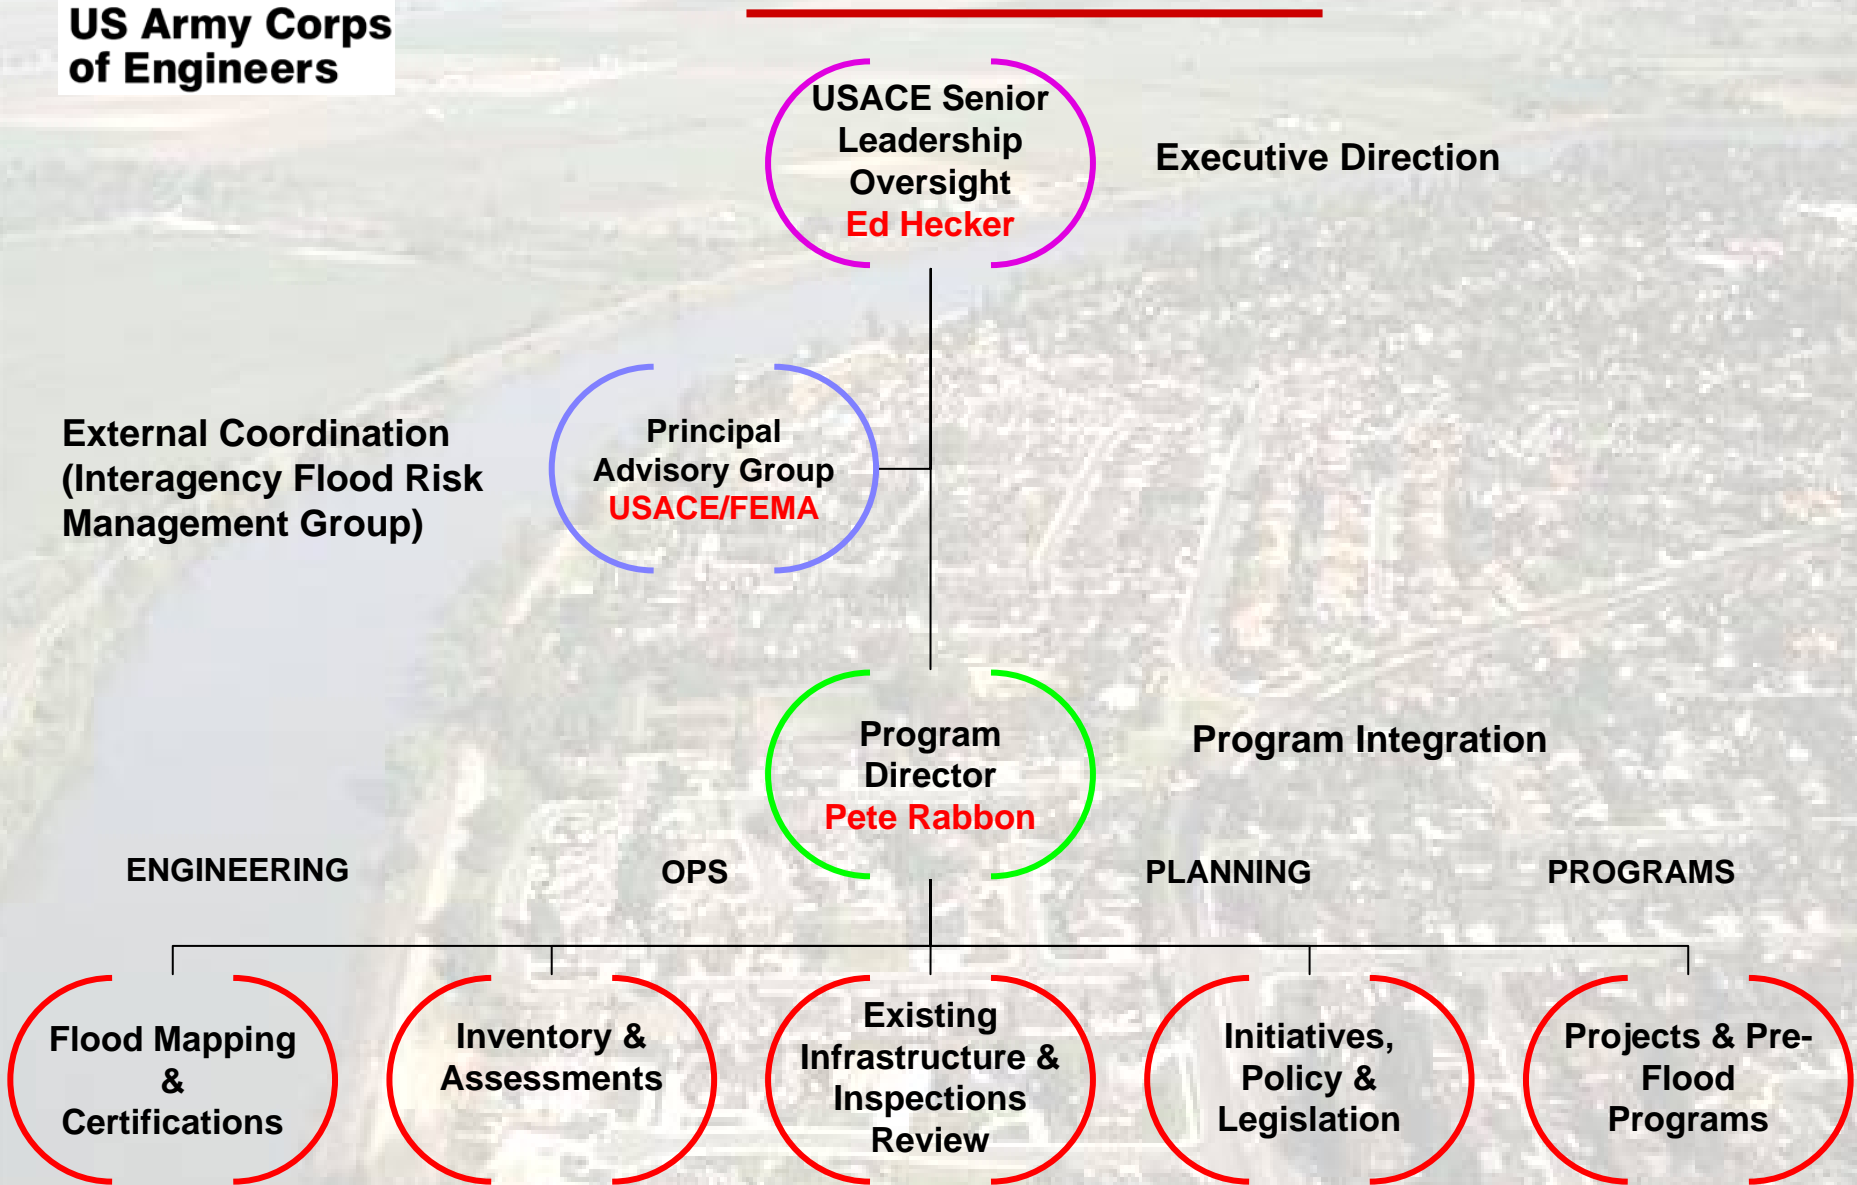 US Army Corps
of Engineers
USACE Senior
Leadership
Oversight
Ed Hecker
Executive Direction
External Coordination
(Interagency Flood Risk
Management Group)
Principal
Advisory Group
USACE/FEMA
Program
Director
Pete Rabbon
Program Integration
ENGINEERING
OPS
PLANNING
PROGRAMS
Flood Mapping
&
Certifications
Inventory &
Assessments
Existing
Infrastructure &
Inspections
Review
Initiatives,
Policy &
Legislation
Projects & Pre-
Flood
Programs